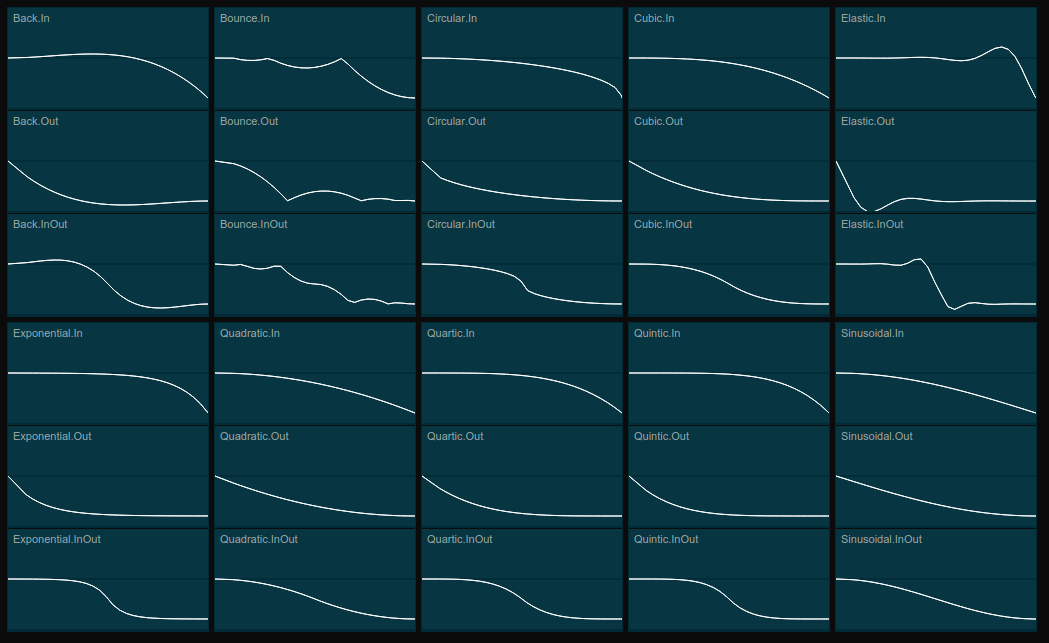 Back.In
Bounce.In
Circular.In
Cubic.In
Elastic.In
Back.Out
Bounce.Out
Circular.Out
Cubic.Out
Elastic.Out
Back.InOut
Bounce.InOut
Circular.InOut
Cubic.InOut
Elastic.InOut
Exponential.In
Quadratic.In
Quartic.In
Quintic.In
Sinusoidal.In
Exponential.Out
Quadratic.Out
Quartic.Out
Quintic.Out
Sinusoidal.Out
Exponential.InOut
Quadratic.InOut
Quartic.InOut
Quintic.InOut
Sinusoidal.InOut